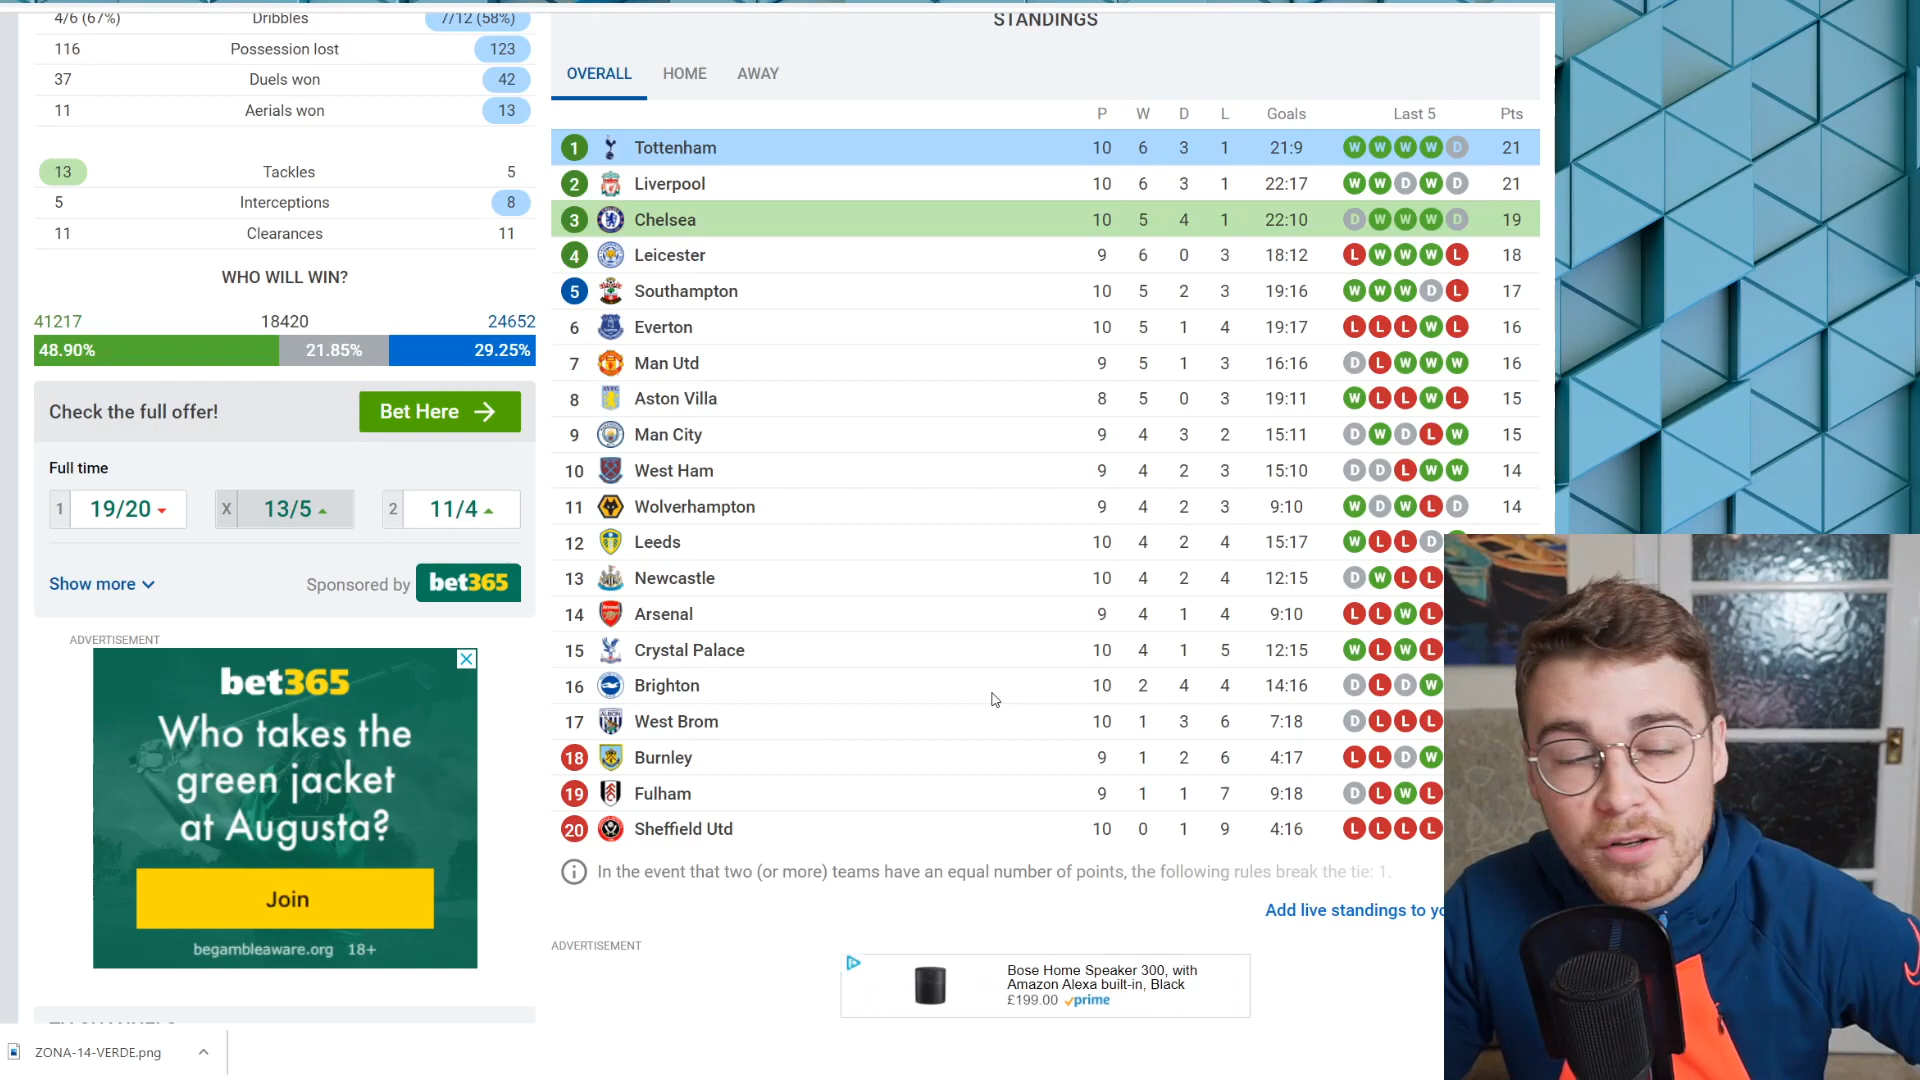 4/6 (67%) Dribbles 7/12 (58%)
116 Possession lost 123
37 Duels won 42
11 Aerials won 13
13 Tackles 5
5 Interceptions 8
11 Clearances 11
WHO WILL WIN?
41217 18420 24652
48.90% 21.85% 29.25%
Check the full offer! Bet Here
Full time
1 19/20 X 13/5 2 11/4
Show more Sponsored by bet365
ADVERTISEMENT
bet365
Who takes the
green jacket
at Augusta?
Join
begambleaware.org 18+
STANDINGS
OVERALL HOME AWAY
P W D L Goals Last 5 Pts
1 Tottenham 10 6 3 1 21:9 W W W W D 21
2 Liverpool 10 6 3 1 22:17 W W D W D 21
3 Chelsea 10 5 4 1 22:10 D W W W D 19
4 Leicester 9 6 0 3 18:12 L W W W L 18
5 Southampton 10 5 2 3 19:16 W W W D L 17
6 Everton 10 5 1 4 19:17 L L L W L 16
7 Man Utd 9 5 1 3 16:16 D L W W W 16
8 Aston Villa 8 5 0 3 19:11 W L L W L 15
9 Man City 9 4 3 2 15:11 D W D L W 15
10 West Ham 9 4 2 3 15:10 D D L W W 14
11 Wolverhampton 9 4 2 3 9:10 W D W L D 14
12 Leeds 10 4 2 4 15:17 W L L D
13 Newcastle 10 4 2 4 12:15 D W L L
14 Arsenal 9 4 1 4 9:10 L L W L
15 Crystal Palace 10 4 1 5 12:15 W L W L
16 Brighton 10 2 4 4 14:16 D L D W
17 West Brom 10 1 3 6 7:18 D L L L
18 Burnley 9 1 2 6 4:17 L L D W
19 Fulham 9 1 1 7 9:18 D L W L
20 Sheffield Utd 10 0 1 9 4:16 L L L L
In the event that two (or more) teams have an equal number of points, the following rules break the tie: 1.
Add live standings to yo
ADVERTISEMENT
Bose Home Speaker 300, with
Amazon Alexa built-in, Black
£199.00 prime
ZONA-14-VERDE.png